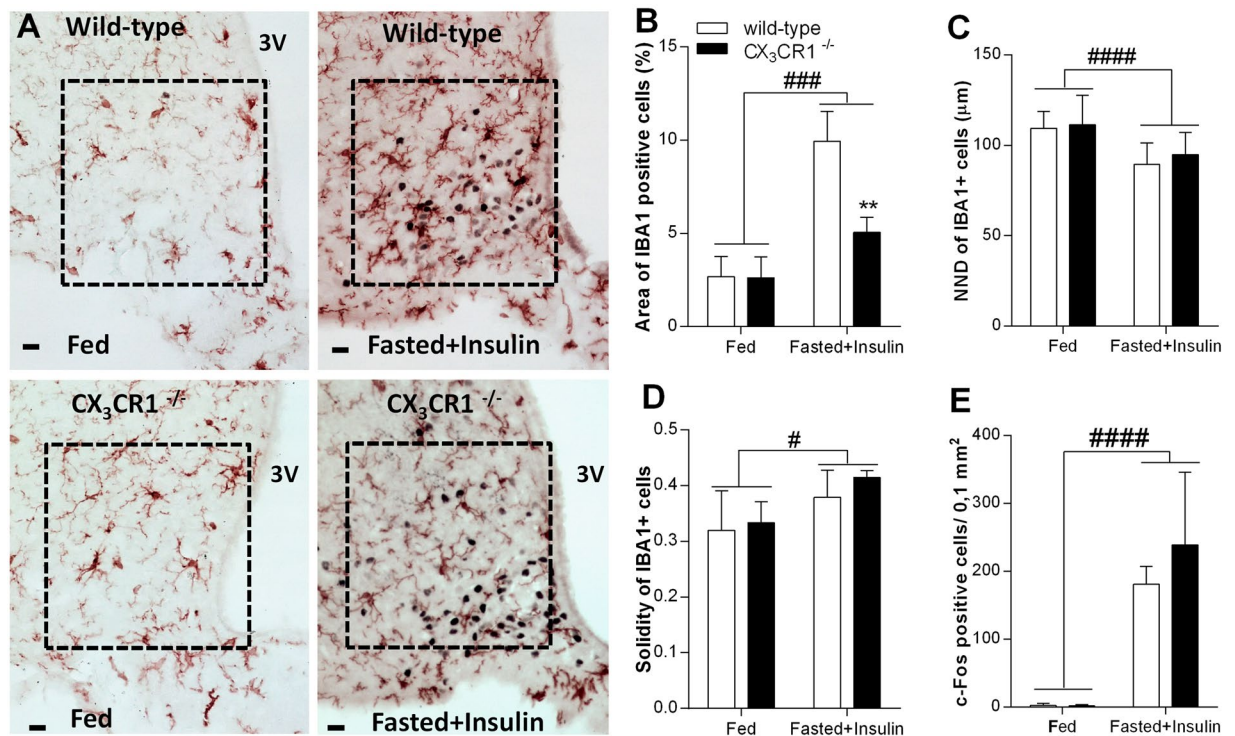 A
Wild-type
3V
Fed
Wild-type
Fasted+Insulin
CX3CR1 -/-
3V
Fed
CX3CR1 -/-
3V
Fasted+Insulin
B
wild-type
CX3CR1 -/-
Area of IBA1 positive cells (%)
15
10
5
0
###
**
Fed
Fasted+Insulin
C
NND of IBA1+ cells (µm)
150
100
50
0
####
Fed
Fasted+Insulin
D
Solidity of IBA1+ cells
0.5
0.4
0.3
0.2
0.1
0.0
#
Fed
Fasted+Insulin
E
c-Fos positive cells/ 0,1 mm²
400
300
200
100
0
####
Fed
Fasted+Insulin